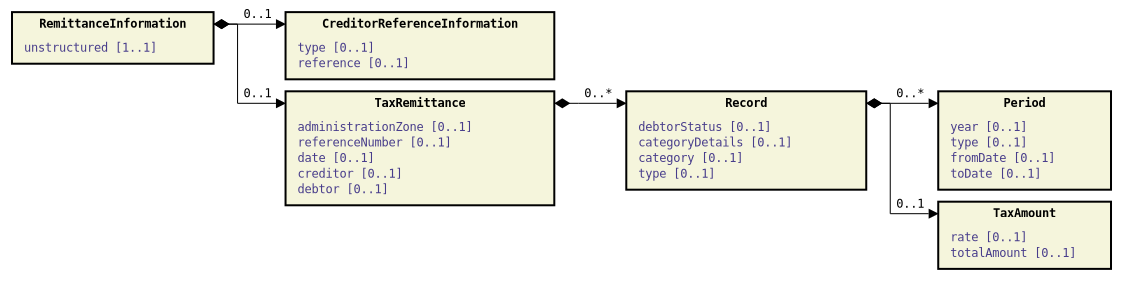 RemittanceInformation
unstructured [1..1]
0..1
CreditorReferenceInformation
type [0..1]
reference [0..1]
0..1
TaxRemittance
administrationZone [0..1]
referenceNumber [0..1]
date [0..1]
creditor [0..1]
debtor [0..1]
0..*
Record
debtorStatus [0..1]
categoryDetails [0..1]
category [0..1]
type [0..1]
0..*
Period
year [0..1]
type [0..1]
fromDate [0..1]
toDate [0..1]
0..1
TaxAmount
rate [0..1]
totalAmount [0..1]